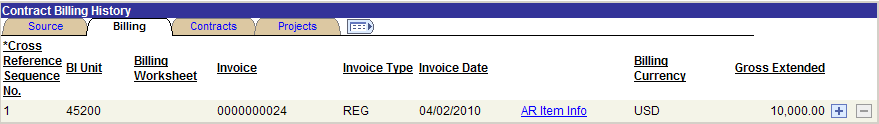 Contract Billing History
Source Billing Contracts Projects
*Cross Reference Sequence No. BI Unit Billing Worksheet Invoice Invoice Type Invoice Date Billing Currency Gross Extended
1 45200 0000000024 REG 04/02/2010 AR Item Info USD 10,000.00